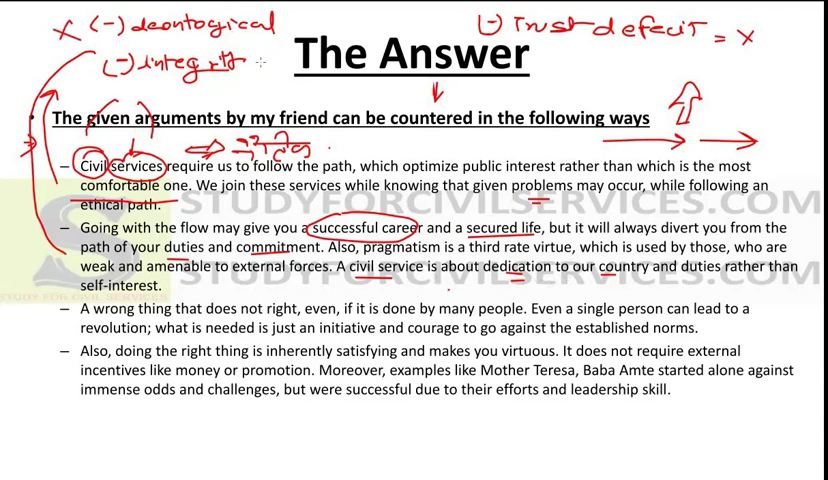 x (-) deontogical
(-) Trust defecit = x
(-) integrity
The Answer
The given arguments by my friend can be countered in the following ways
– Civil services require us to follow the path, which optimize public interest rather than which is the most
comfortable one. We join these services while knowing that given problems may occur, while following an
ethical path.
STUDYFORCIVILSERVICES.COM
– Going with the flow may give you a successful career and a secured life, but it will always divert you from the
path of your duties and commitment. Also, pragmatism is a third rate virtue, which is used by those, who are
weak and amenable to external forces. A civil service is about dedication to our country and duties rather than
self-interest.
STUDYFORCIVILSERVICES.COM
STUDY FOR CIVIL SERVICES
– A wrong thing that does not right, even, if it is done by many people. Even a single person can lead to a
revolution; what is needed is just an initiative and courage to go against the established norms.
– Also, doing the right thing is inherently satisfying and makes you virtuous. It does not require external
incentives like money or promotion. Moreover, examples like Mother Teresa, Baba Amte started alone against
immense odds and challenges, but were successful due to their efforts and leadership skill.